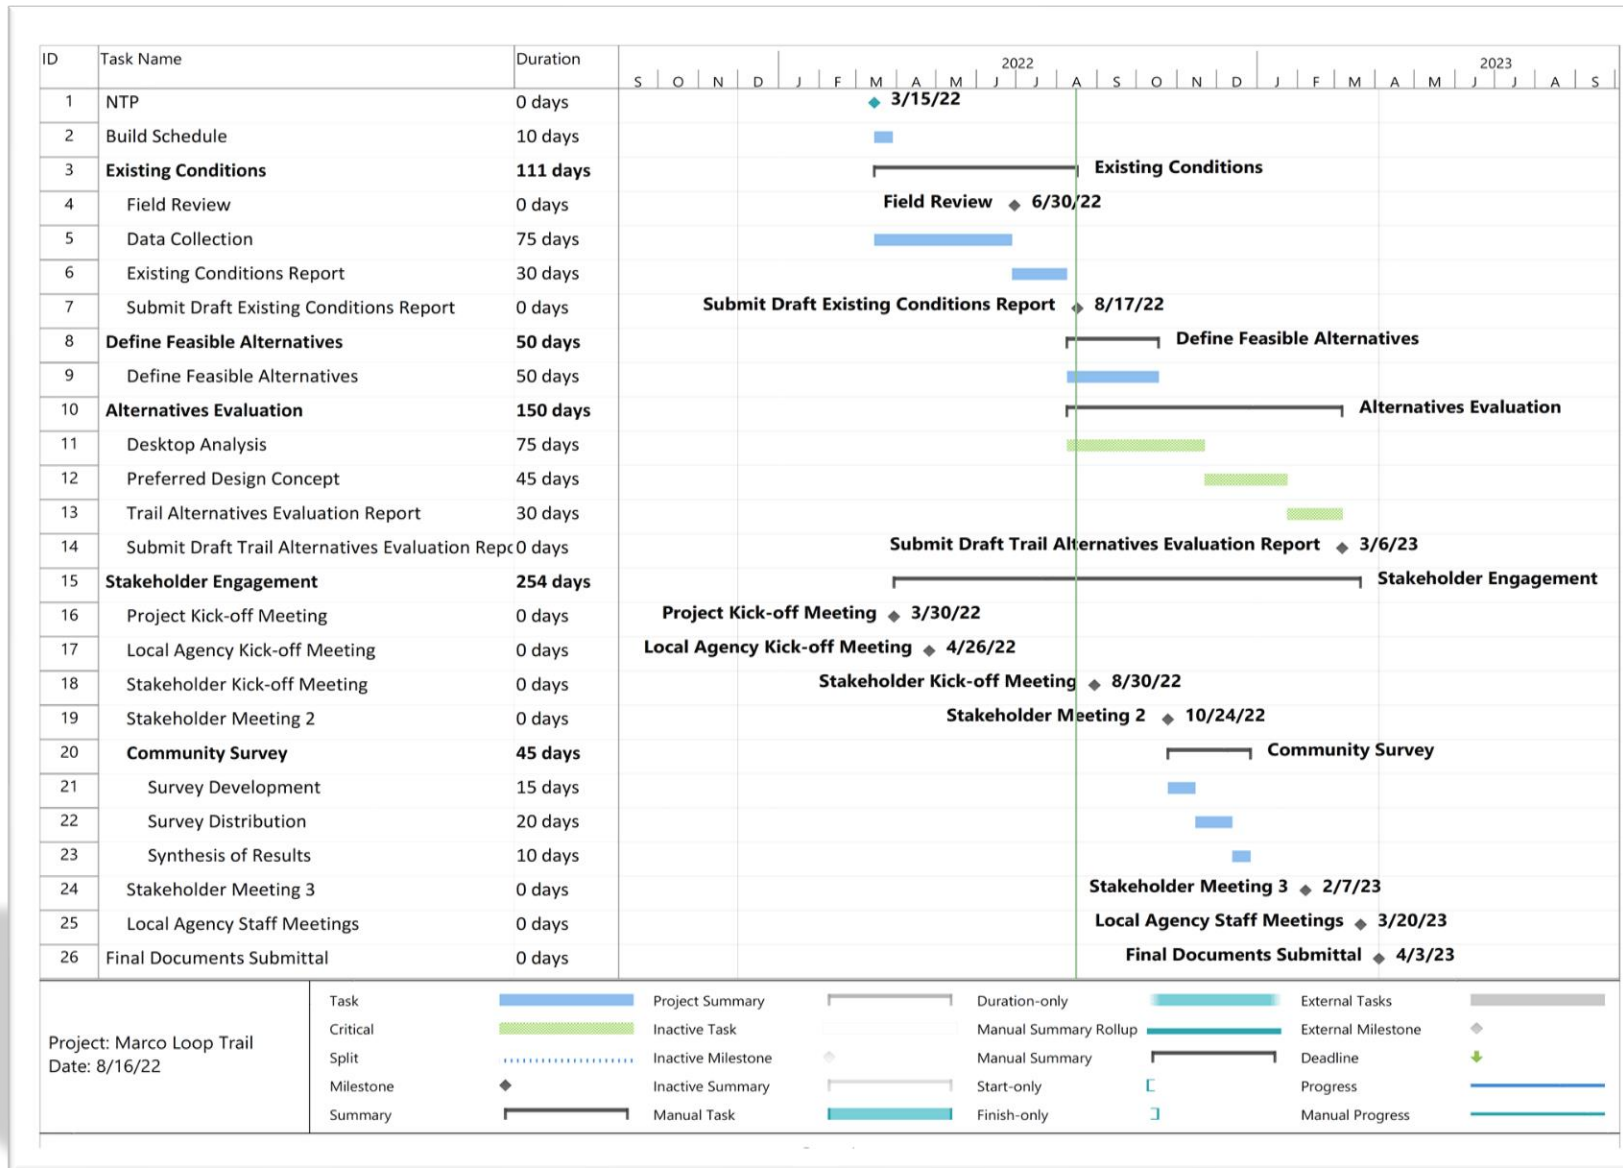 ID Task Name Duration
2022 2023
S O N D J F M A M J J A S O N D J F M A M J J A S
1 NTP 0 days 3/15/22
2 Build Schedule 10 days
3 Existing Conditions 111 days Existing Conditions
4 Field Review 0 days Field Review 6/30/22
5 Data Collection 75 days
6 Existing Conditions Report 30 days
7 Submit Draft Existing Conditions Report 0 days Submit Draft Existing Conditions Report 8/17/22
8 Define Feasible Alternatives 50 days Define Feasible Alternatives
9 Define Feasible Alternatives 50 days
10 Alternatives Evaluation 150 days Alternatives Evaluation
11 Desktop Analysis 75 days
12 Preferred Design Concept 45 days
13 Trail Alternatives Evaluation Report 30 days
14 Submit Draft Trail Alternatives Evaluation Repo 0 days Submit Draft Trail Alternatives Evaluation Report 3/6/23
15 Stakeholder Engagement 254 days Stakeholder Engagement
16 Project Kick-off Meeting 0 days Project Kick-off Meeting 3/30/22
17 Local Agency Kick-off Meeting 0 days Local Agency Kick-off Meeting 4/26/22
18 Stakeholder Kick-off Meeting 0 days Stakeholder Kick-off Meeting 8/30/22
19 Stakeholder Meeting 2 0 days Stakeholder Meeting 2 10/24/22
20 Community Survey 45 days Community Survey
21 Survey Development 15 days
22 Survey Distribution 20 days
23 Synthesis of Results 10 days
24 Stakeholder Meeting 3 0 days Stakeholder Meeting 3 2/7/23
25 Local Agency Staff Meetings 0 days Local Agency Staff Meetings 3/20/23
26 Final Documents Submittal 0 days Final Documents Submittal 4/3/23
Project: Marco Loop Trail
Date: 8/16/22
Task Project Summary Duration-only External Tasks
Critical Inactive Task Manual Summary Rollup External Milestone
Split Inactive Milestone Manual Summary Deadline
Milestone Inactive Summary Start-only Progress
Summary Manual Task Finish-only Manual Progress